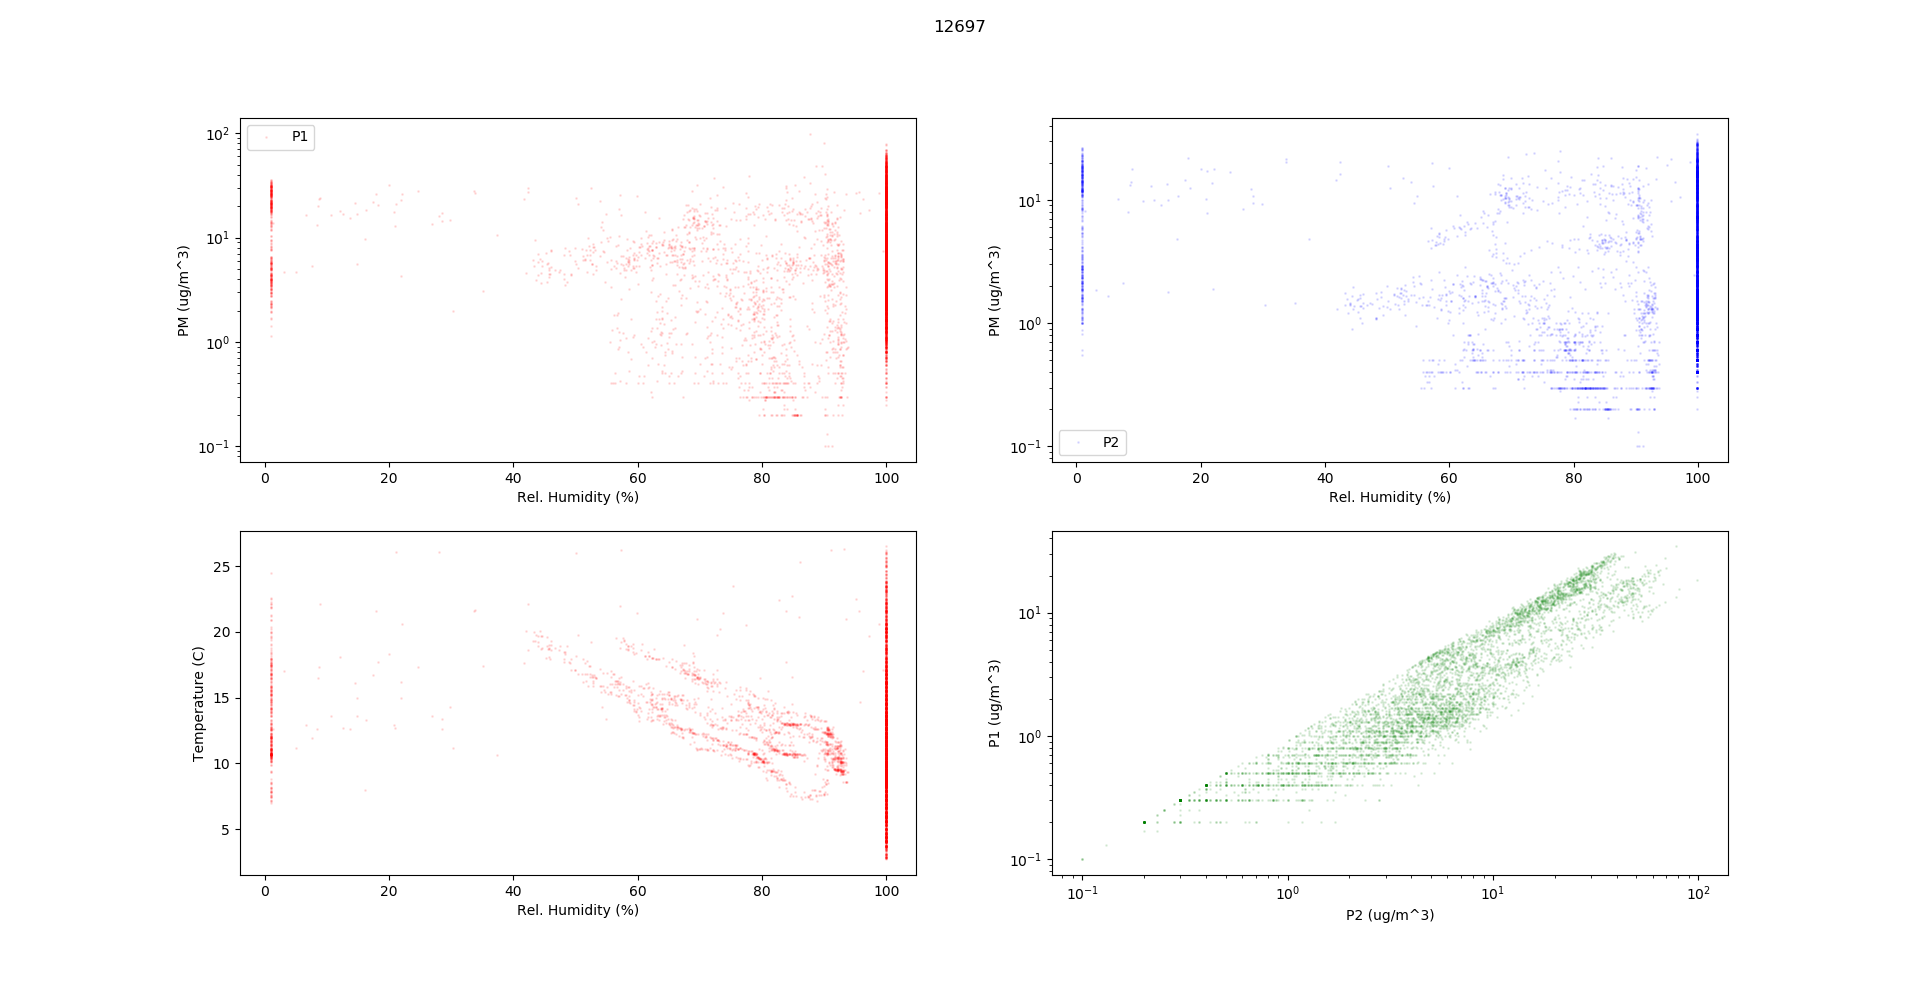 12697
10^2
10^1
10^0
10^-1
PM (ug/m^3)
P1
0 20 40 60 80 100
Rel. Humidity (%)
10^1
10^0
10^-1
PM (ug/m^3)
P2
0 20 40 60 80 100
Rel. Humidity (%)
25
20
15
10
5
Temperature (C)
0 20 40 60 80 100
Rel. Humidity (%)
10^1
10^0
10^-1
P1 (ug/m^3)
10^-1 10^0 10^1 10^2
P2 (ug/m^3)